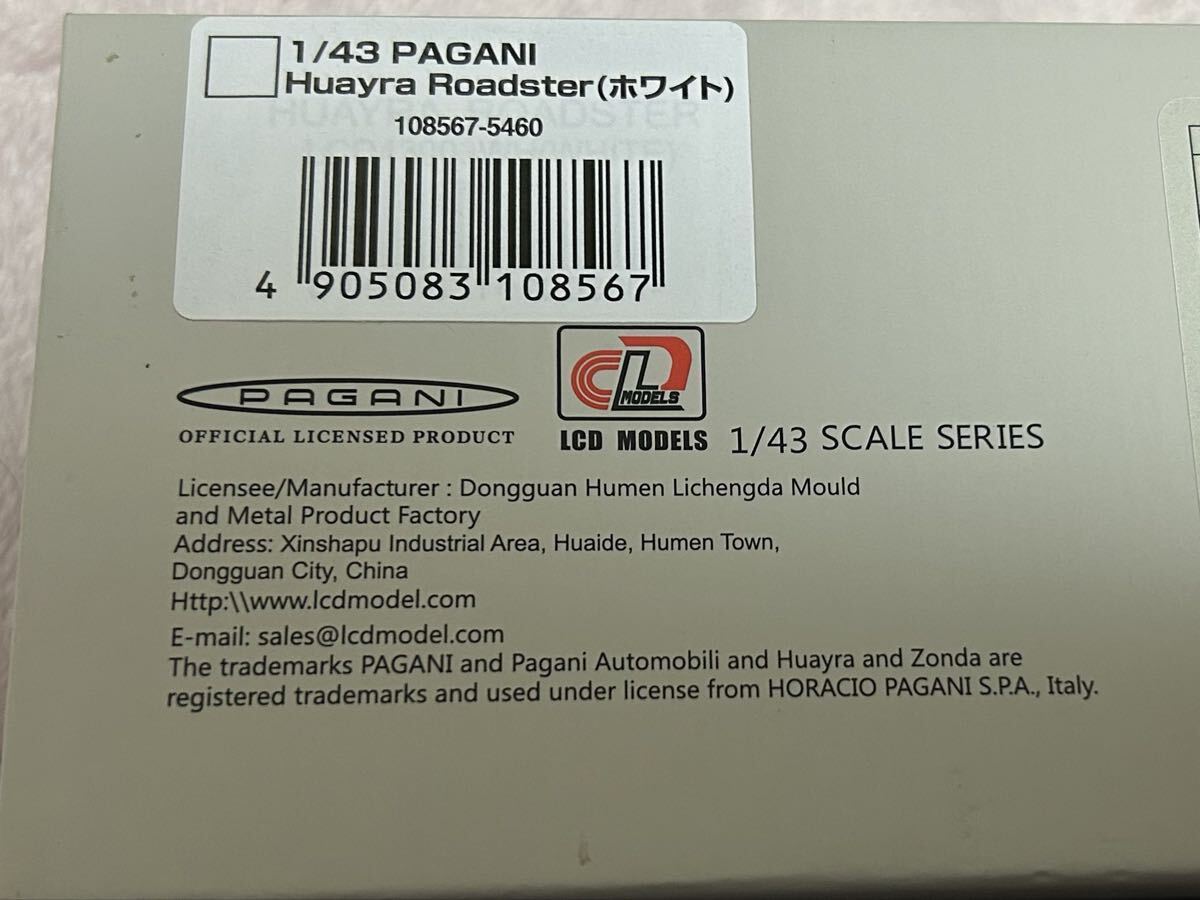 1/43 PAGANI
Huayra Roadster(ホワイト)
108567-5460
4 905083 108567
PAGANI
OFFICIAL LICENSED PRODUCT
LCD
MODELS
LCD MODELS 1/43 SCALE SERIES
Licensee/Manufacturer : Dongguan Humen Lichengda Mould
and Metal Product Factory
Address: Xinshapu Industrial Area, Huaide, Humen Town,
Dongguan City, China
Http:\\www.lcdmodel.com
E-mail: sales@lcdmodel.com
The trademarks PAGANI and Pagani Automobili and Huayra and Zonda are
registered trademarks and used under license from HORACIO PAGANI S.P.A., Italy.